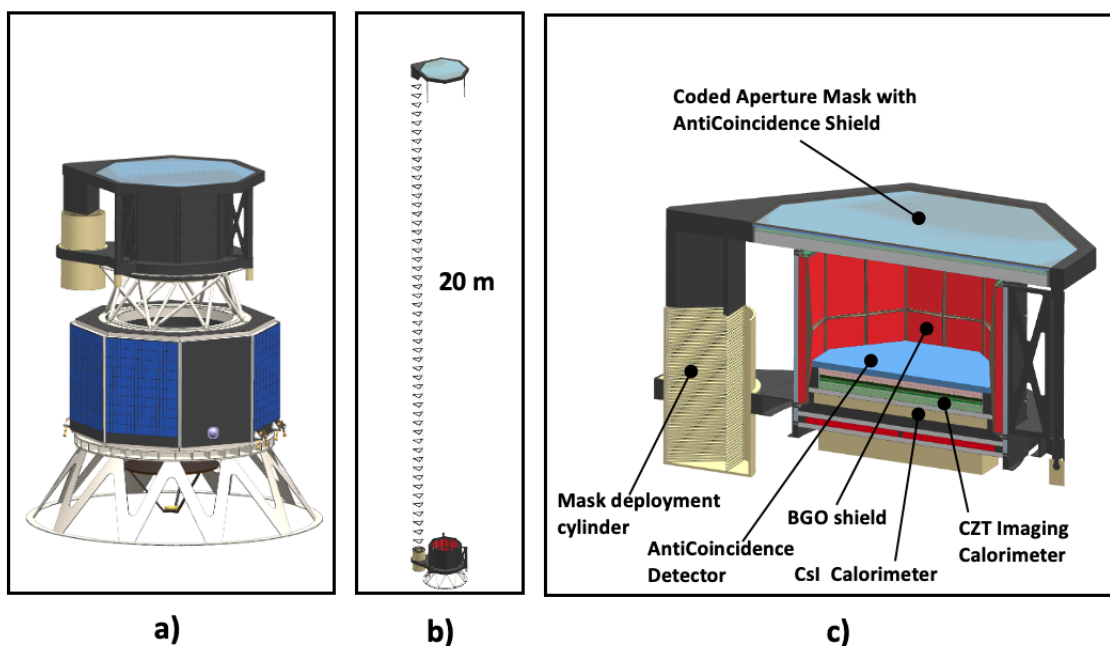 20 m
Coded Aperture Mask with
AntiCoincidence Shield
Mask deployment
cylinder
AntiCoincidence
Detector
BGO shield
CsI  Calorimeter
CZT Imaging
Calorimeter
a)
b)
c)